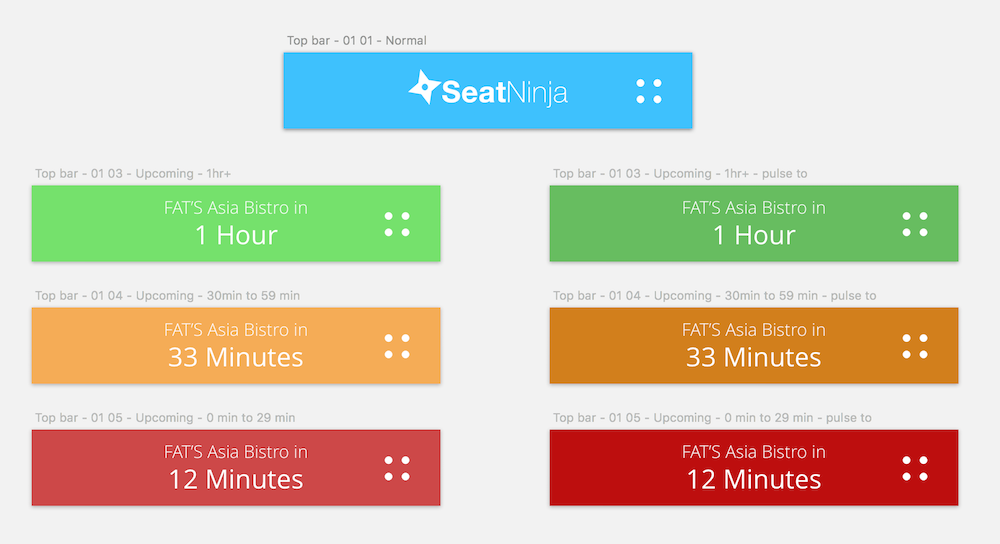 Top bar - 01 01 - Normal
SeatNinja
Top bar - 01 03 - Upcoming - 1hr+
FAT'S Asia Bistro in
1 Hour
Top bar - 01 03 - Upcoming - 1hr+ - pulse to
FAT'S Asia Bistro in
1 Hour
Top bar - 01 04 - Upcoming - 30min to 59 min
FAT'S Asia Bistro in
33 Minutes
Top bar - 01 04 - Upcoming - 30min to 59 min - pulse to
FAT'S Asia Bistro in
33 Minutes
Top bar - 01 05 - Upcoming - 0 min to 29 min
FAT'S Asia Bistro in
12 Minutes
Top bar - 01 05 - Upcoming - 0 min to 29 min - pulse to
FAT'S Asia Bistro in
12 Minutes